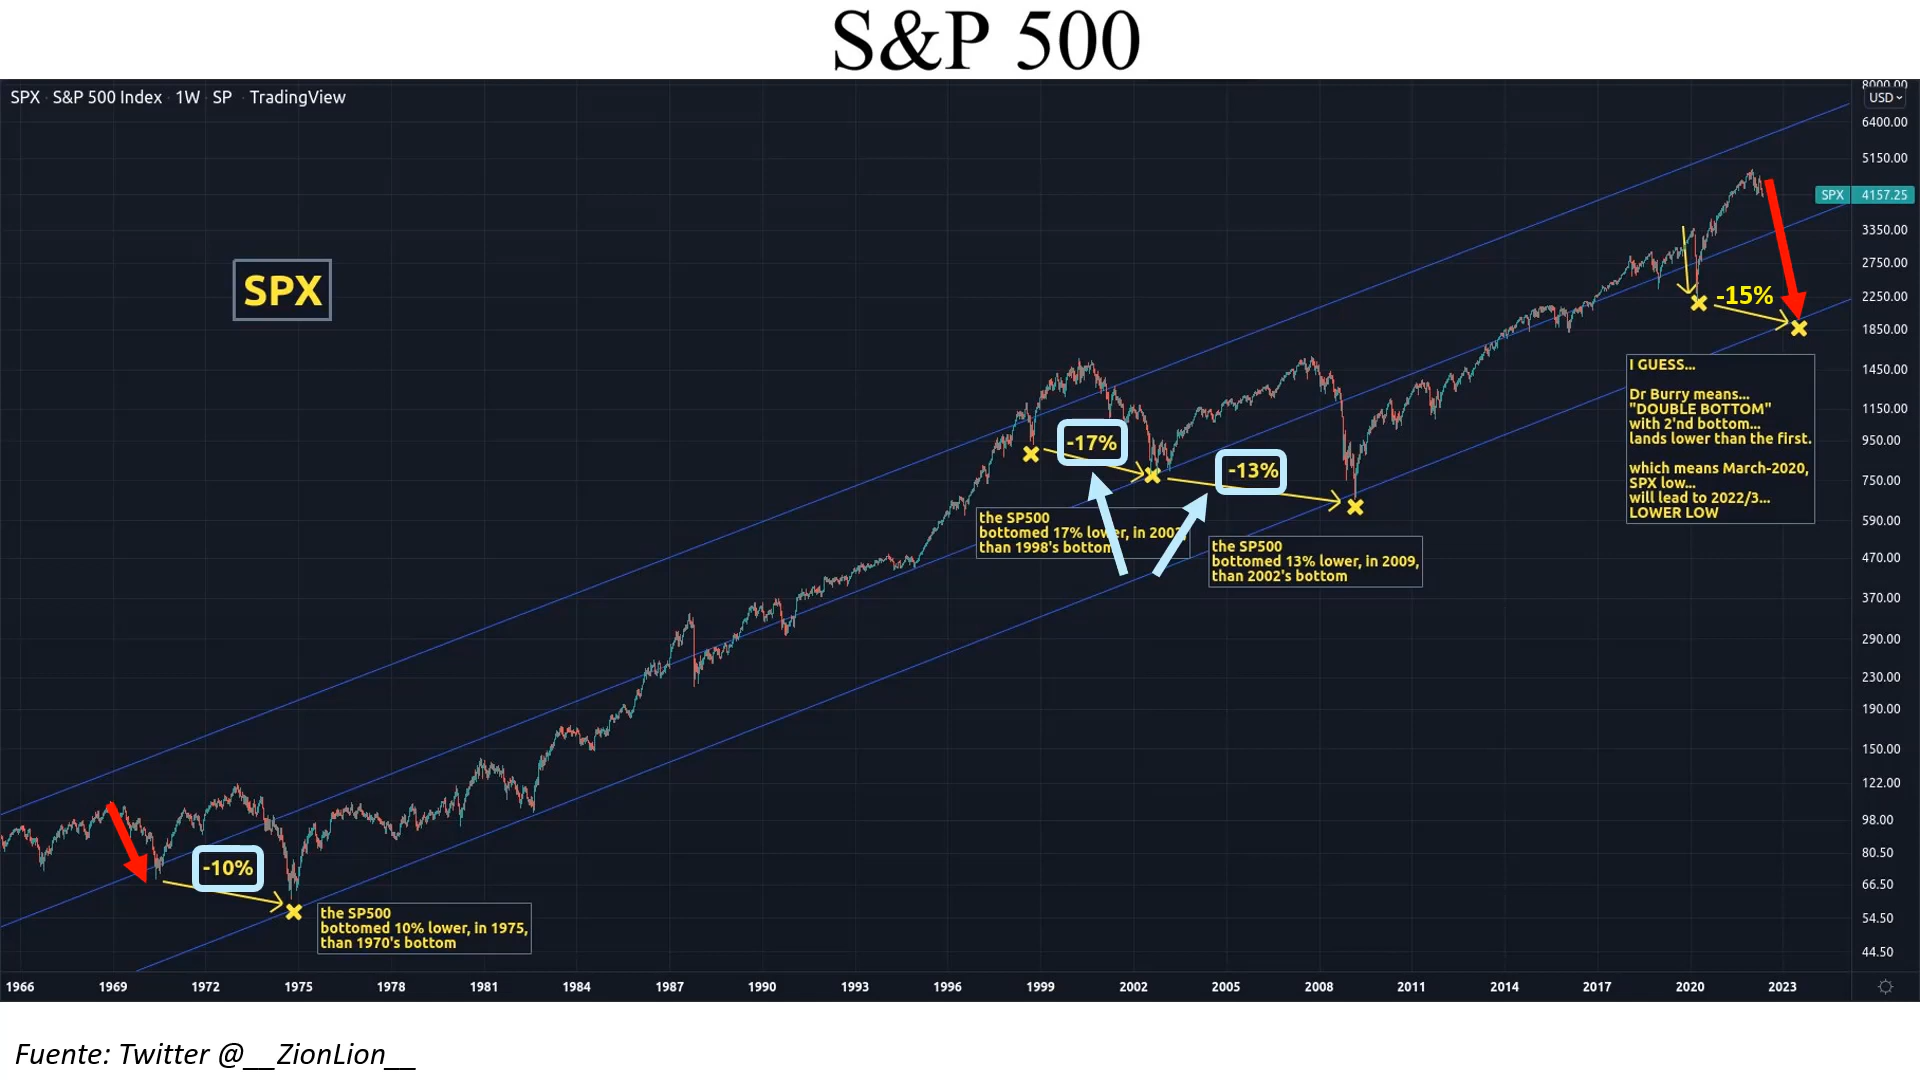 S&P 500
SPX · S&P 500 Index · 1W · SP · TradingView
8000.00
USD
6400.00
5150.00
SPX 4157.25
3350.00
2750.00
2250.00
1850.00
1450.00
1150.00
950.00
750.00
590.00
470.00
370.00
290.00
230.00
190.00
150.00
122.00
98.00
80.50
66.50
54.50
44.50
SPX
-15%
I GUESS...
Dr Burry means...
"DOUBLE BOTTOM"
with 2'nd bottom...
lands lower than the first.
which means March-2020,
SPX low...
will lead to 2022/3...
LOWER LOW
-17%
-13%
the SP500
bottomed 17% lower, in 2002,
than 1998's bottom
the SP500
bottomed 13% lower, in 2009,
than 2002's bottom
-10%
the SP500
bottomed 10% lower, in 1975,
than 1970's bottom
1966 1969 1972 1975 1978 1981 1984 1987 1990 1993 1996 1999 2002 2005 2008 2011 2014 2017 2020 2023
Fuente: Twitter @__ZionLion__